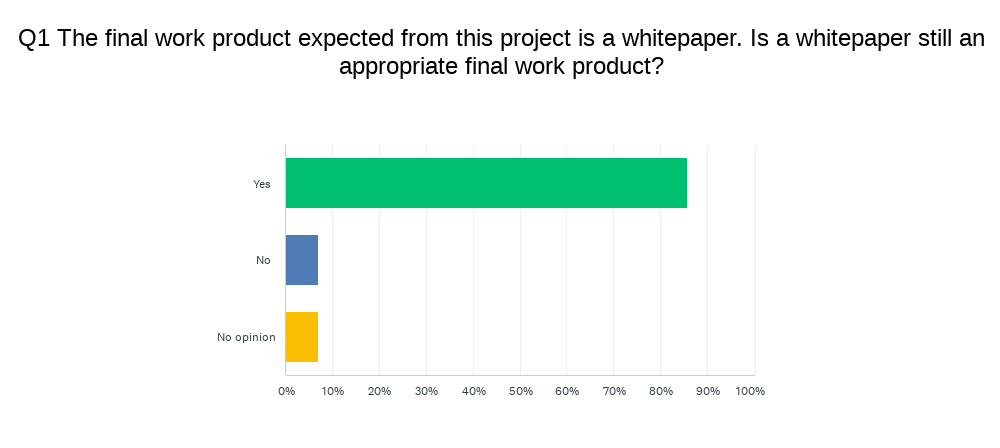 Q1 The final work product expected from this project is a whitepaper. Is a whitepaper still an
appropriate final work product?
Yes
No
No opinion
0% 10% 20% 30% 40% 50% 60% 70% 80% 90% 100%